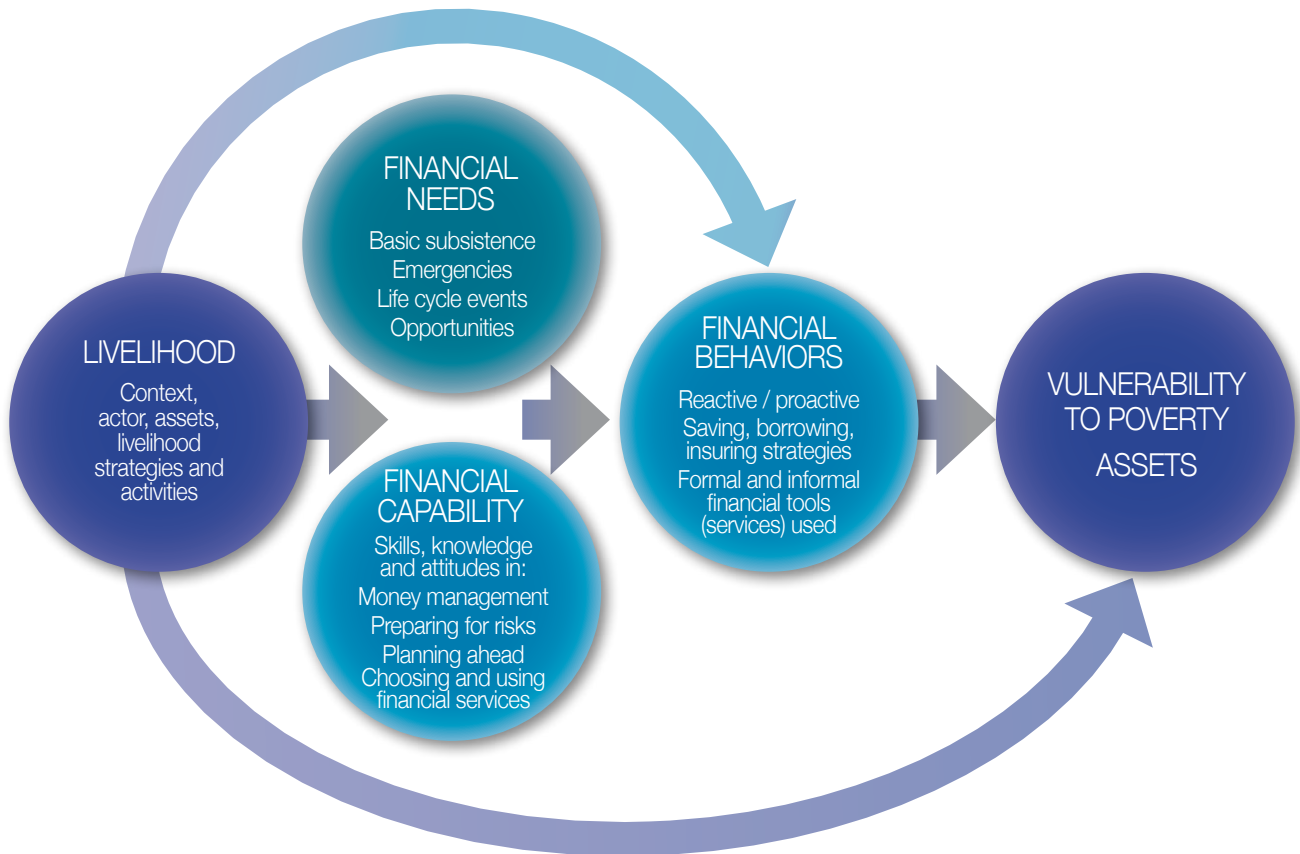 FINANCIAL
NEEDS
Basic subsistence
Emergencies
Life cycle events
Opportunities
LIVELIHOOD
Context,
actor, assets,
livelihood
strategies and
activities
FINANCIAL
CAPABILITY
Skills, knowledge
and attitudes in:
Money management
Preparing for risks
Planning ahead
Choosing and using
financial services
FINANCIAL
BEHAVIORS
Reactive / proactive
Saving, borrowing,
insuring strategies
Formal and informal
financial tools
(services) used
VULNERABILITY
TO POVERTY
ASSETS